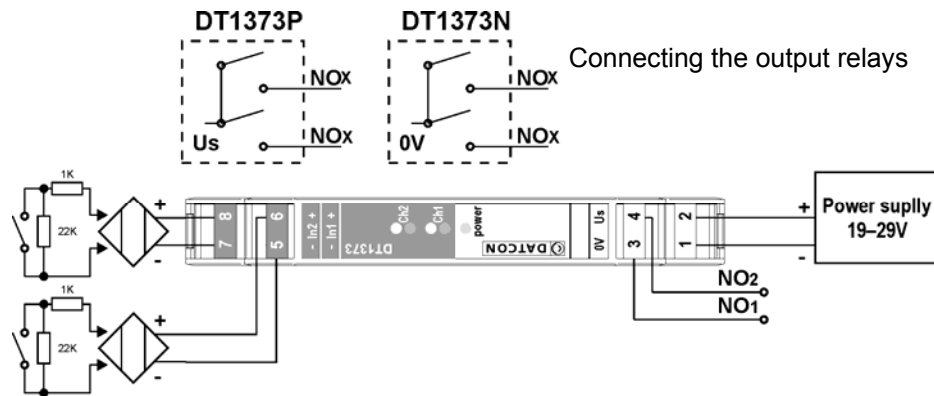 DT1373P
DT1373N
Connecting the output relays
NOX
NOX
Us
NOX
NOX
0V
1K
22K
+
-
8
7
6
5
- In2 +
- In1 +
DT1373
Ch2
Ch1
power
DATCON
0V Us
4
3
2
1
+
-
Power suplly
19–29V
NO2
NO1
1K
22K
+
-